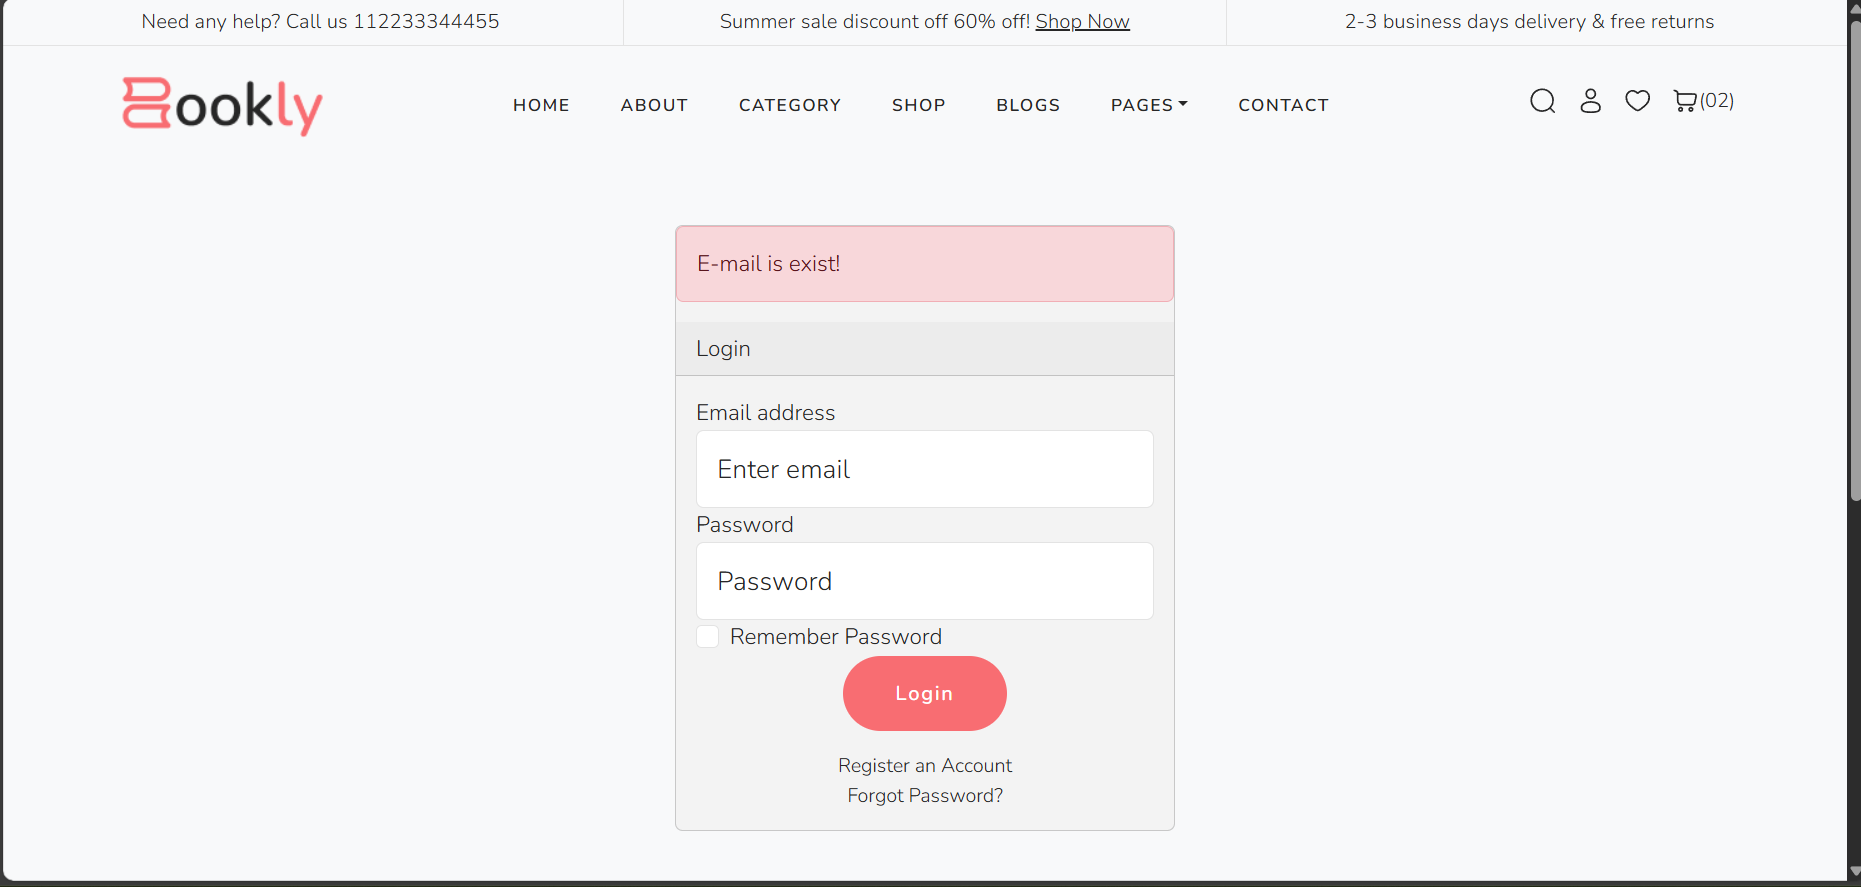 Need any help? Call us 112233344455
Summer sale discount off 60% off! Shop Now
2-3 business days delivery & free returns
Bookly
HOME ABOUT CATEGORY SHOP BLOGS PAGES CONTACT
(02)
E-mail is exist!
Login
Email address
Enter email
Password
Password
Remember Password
Login
Register an Account
Forgot Password?